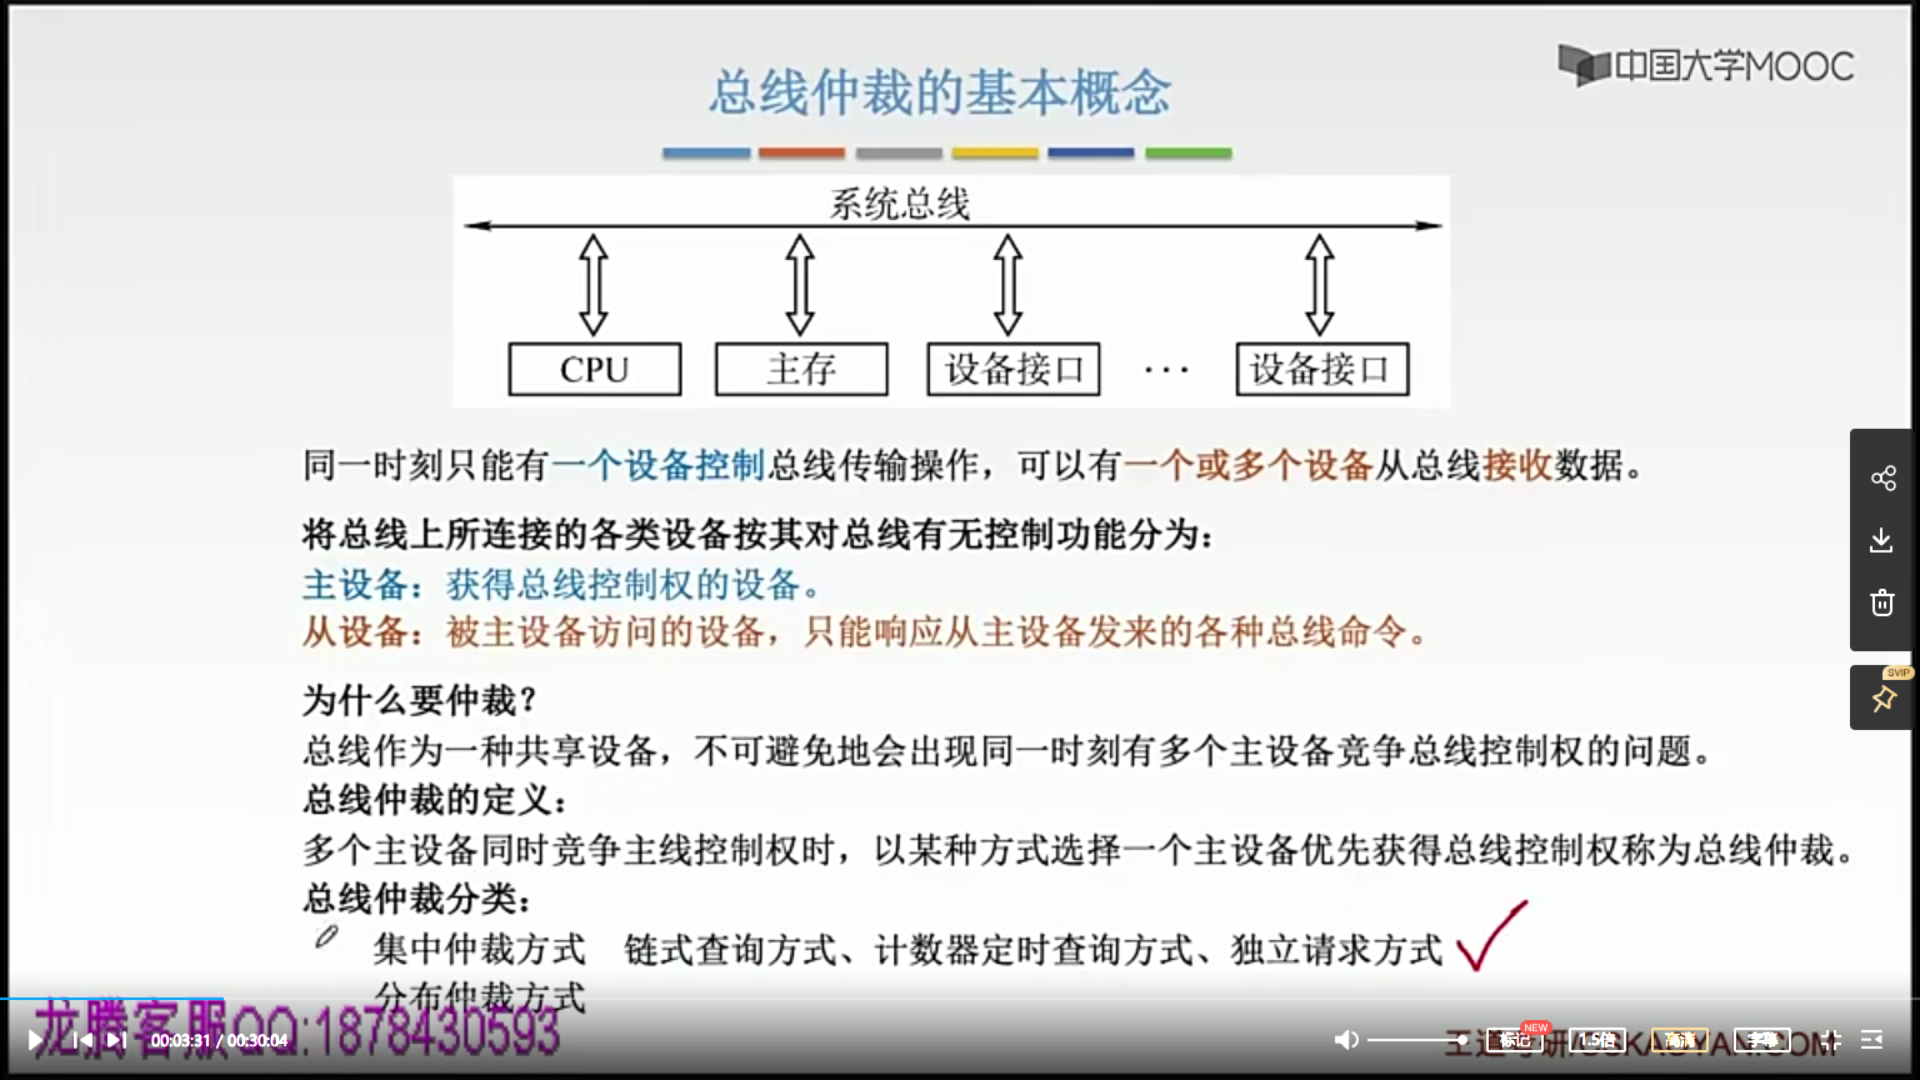 总线仲裁的基本概念
中国大学MOOC
系统总线
CPU 主存 设备接口 ··· 设备接口
同一时刻只能有一个设备控制总线传输操作，可以有一个或多个设备从总线接收数据。
将总线上所连接的各类设备按其对总线有无控制功能分为：
主设备：获得总线控制权的设备。
从设备：被主设备访问的设备，只能响应从主设备发来的各种总线命令。
SVIP
为什么要仲裁？
总线作为一种共享设备，不可避免地会出现同一时刻有多个主设备竞争总线控制权的问题。
总线仲裁的定义：
多个主设备同时竞争主线控制权时，以某种方式选择一个主设备优先获得总线控制权称为总线仲裁。
总线仲裁分类：
集中仲裁方式 链式查询方式、计数器定时查询方式、独立请求方式
分布仲裁方式
龙腾客服QQ:1878430593
00:03:31 / 00:30:04
NEW
标记 1.5倍 高清 字幕
王道考研/CSKAOYAN.COM